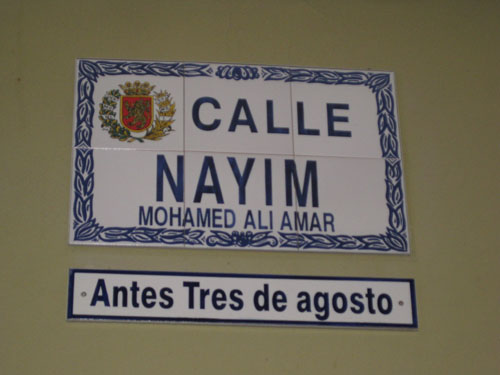 CALLE
NAYIM
MOHAMED ALI AMAR
Antes Tres de agosto